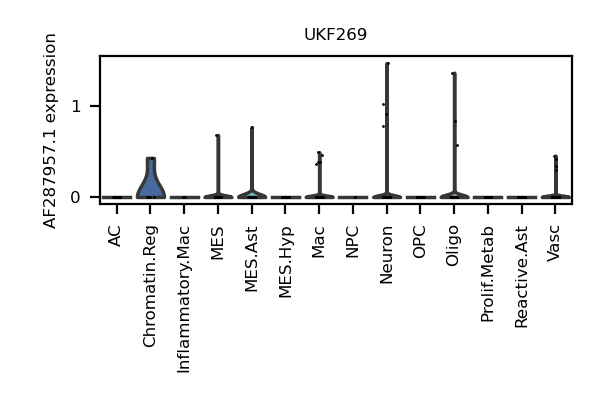 UKF269
AF287957.1 expression
1
0
AC
Chromatin.Reg
Inflammatory.Mac
MES
MES.Ast
MES.Hyp
Mac
NPC
Neuron
OPC
Oligo
Prolif.Metab
Reactive.Ast
Vasc